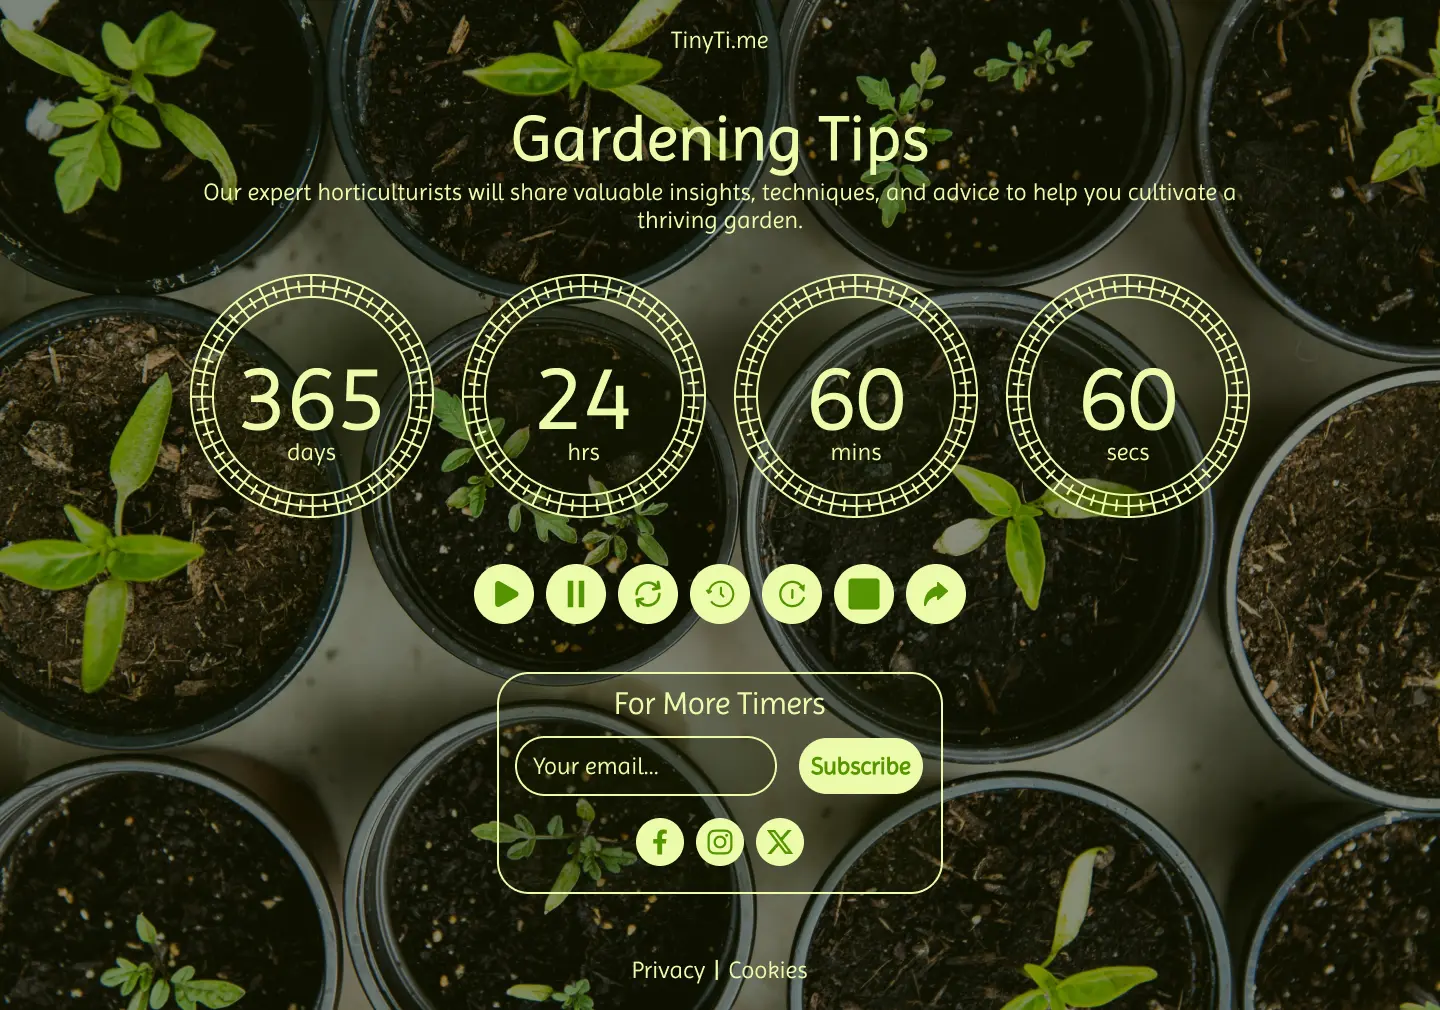 TinyTi.me
Gardening Tips
Our expert horticulturists will share valuable insights, techniques, and advice to help you cultivate a
thriving garden.
365
days
24
hrs
60
mins
60
secs
For More Timers
Your email...
Subscribe
Privacy | Cookies